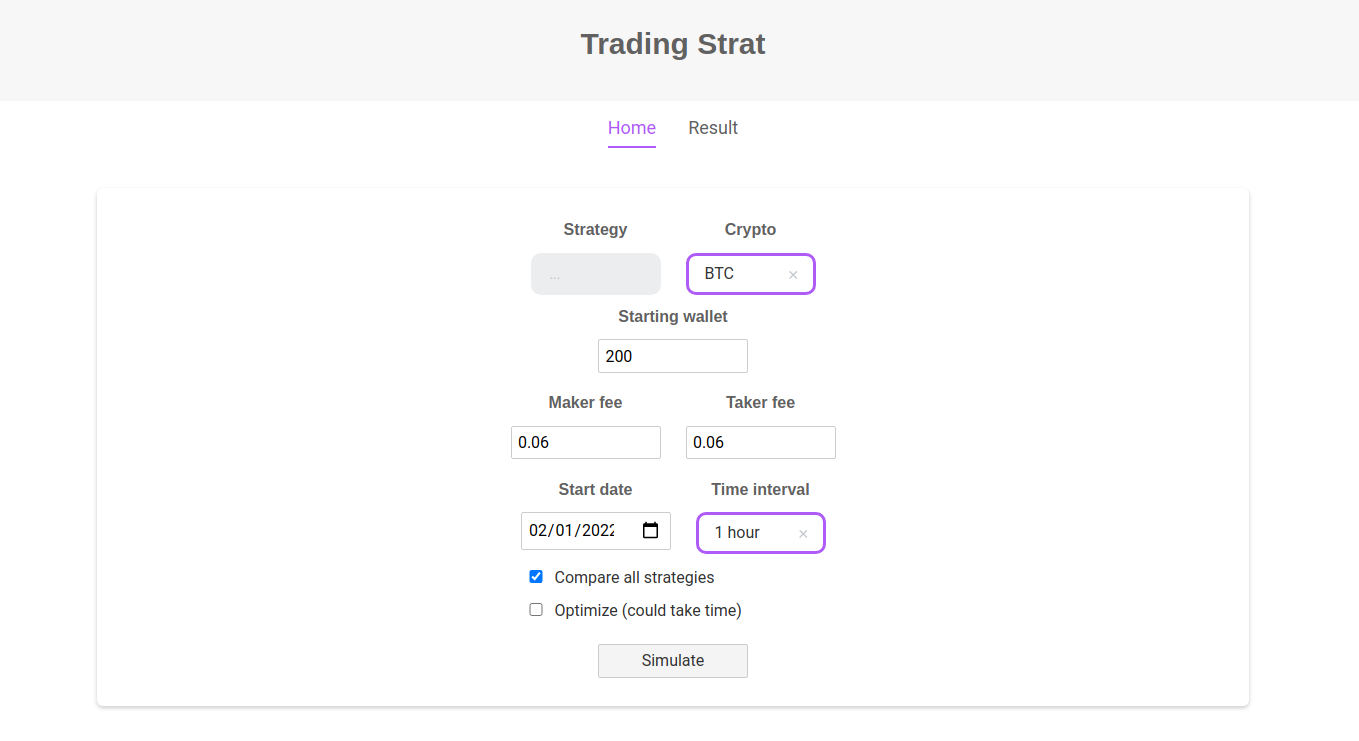 Trading Strat
Home Result
Strategy Crypto
... BTC ×
Starting wallet
200
Maker fee Taker fee
0.06 0.06
Start date Time interval
02/01/2022 1 hour ×
Compare all strategies
Optimize (could take time)
Simulate